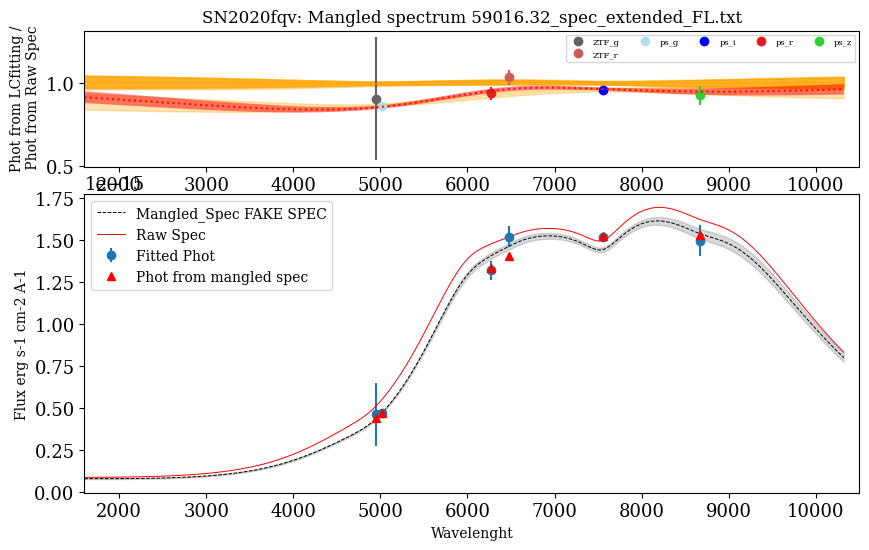 SN2020fqv: Mangled spectrum 59016.32_spec_extended_FL.txt
Phot from LCfitting /
Phot from Raw Spec
1.0
0.5
ZTF_g ps_g ps_i ps_r ps_z
ZTF_r
2000 3000 4000 5000 6000 7000 8000 9000 10000
1e−15
Flux erg s-1 cm-2 A-1
1.75
1.50
1.25
1.00
0.75
0.50
0.25
0.00
Mangled_Spec FAKE SPEC
Raw Spec
Fitted Phot
Phot from mangled spec
2000 3000 4000 5000 6000 7000 8000 9000 10000
Wavelenght